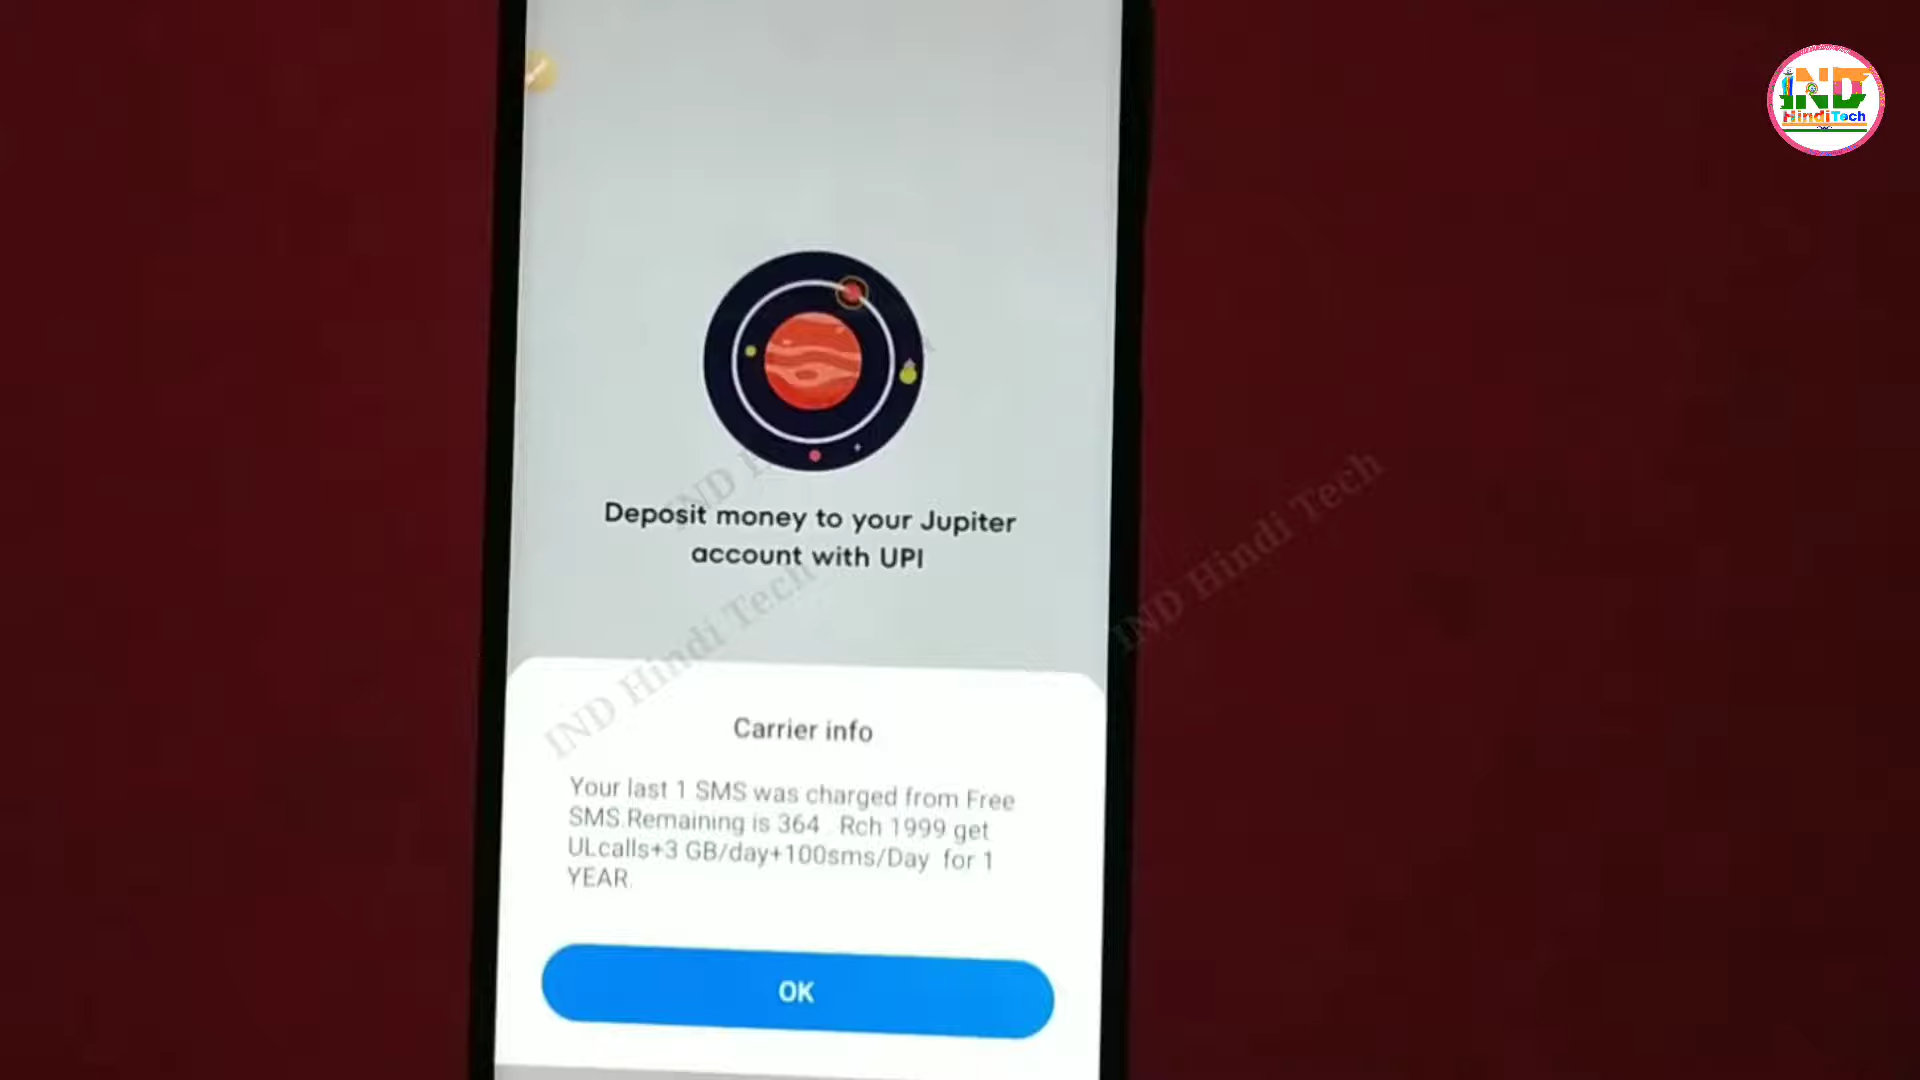 IND
HindiTech
Deposit money to your Jupiter
account with UPI
IND Hindi Tech
IND Hindi Tech
Carrier info
Your last 1 SMS was charged from Free
SMS.Remaining is 364 . Rch 1999 get
ULcalls+3 GB/day+100sms/Day for 1
YEAR.
OK